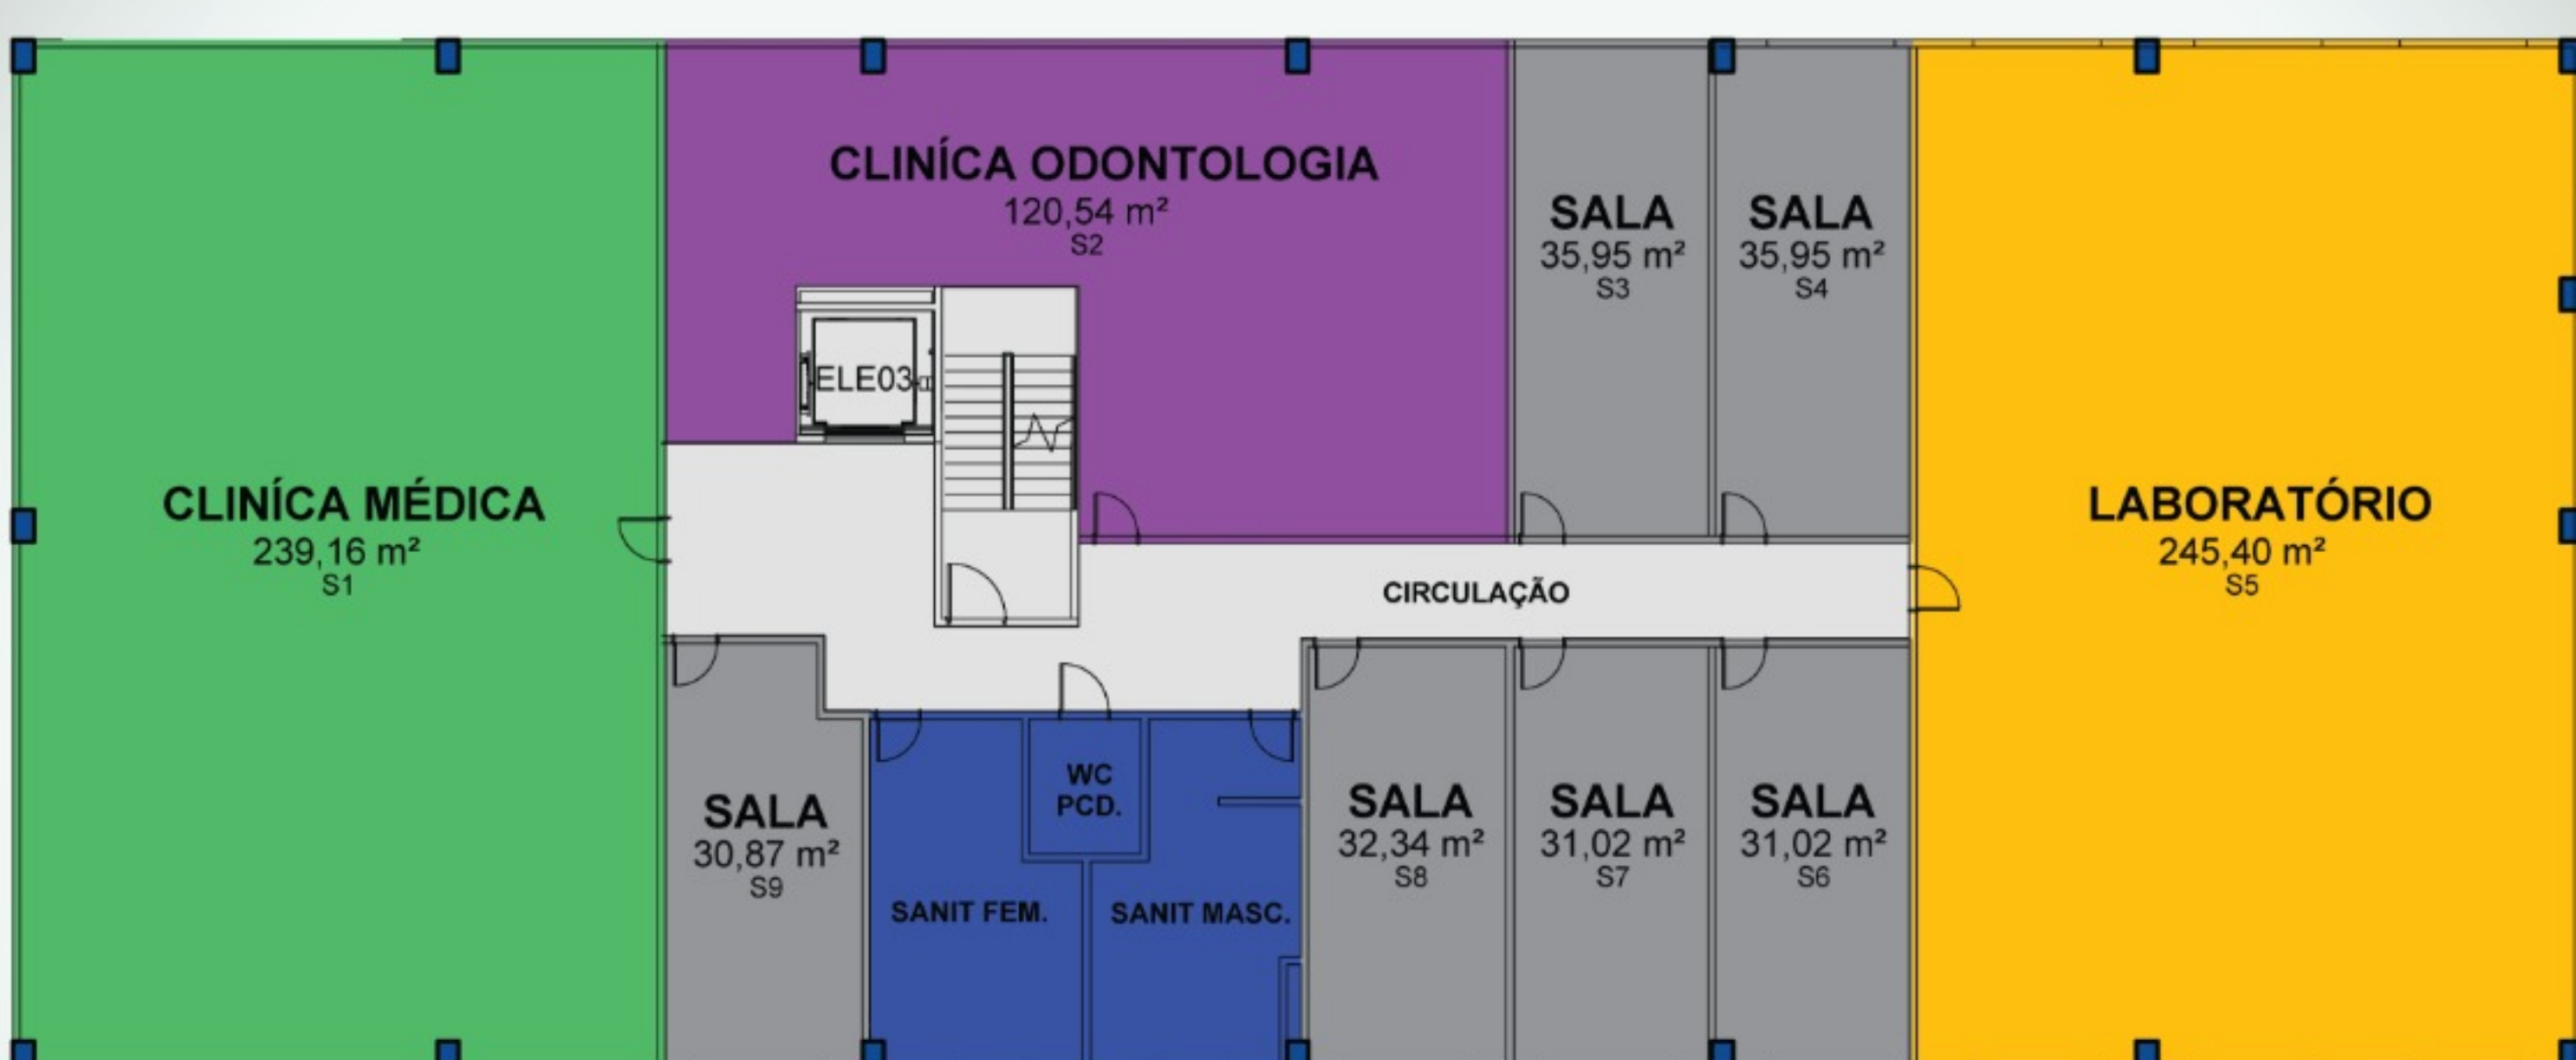 CLINÍCA ODONTOLOGIA
120,54 m²
S2
SALA
35,95 m²
S3
SALA
35,95 m²
S4
ELE03
CLINÍCA MÉDICA
239,16 m²
S1
LABORATÓRIO
245,40 m²
S5
CIRCULAÇÃO
SALA
30,87 m²
S9
WC
PCD.
SANIT FEM.
SANIT MASC.
SALA
32,34 m²
S8
SALA
31,02 m²
S7
SALA
31,02 m²
S6